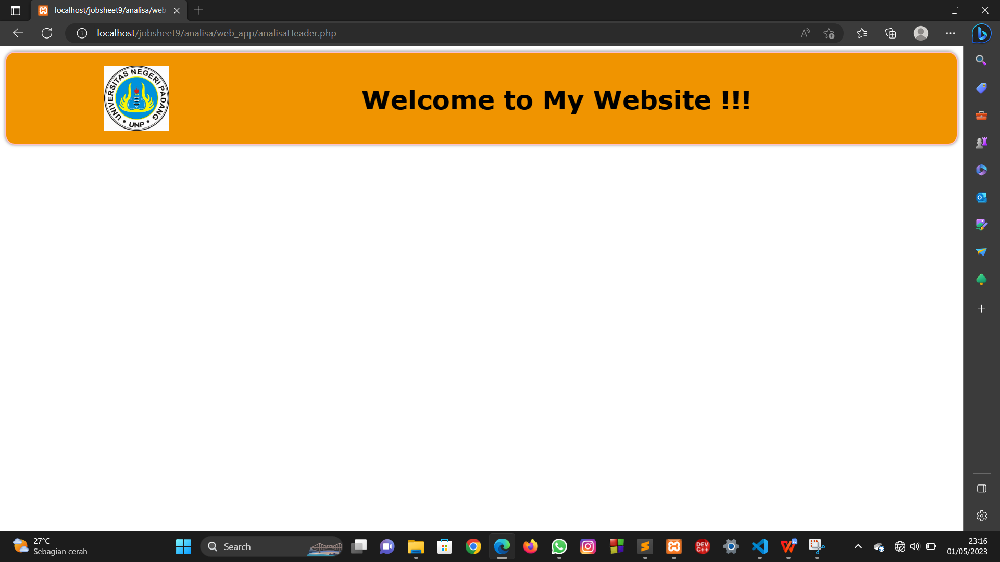 localhost/jobsheet9/analisa/web_
localhost/jobsheet9/analisa/web_app/analisaHeader.php
UNIVERSITAS NEGERI PADANG
• UNP •
Welcome to My Website !!!
27°C
Sebagian cerah
Search
DEV
C++
23:16
01/05/2023